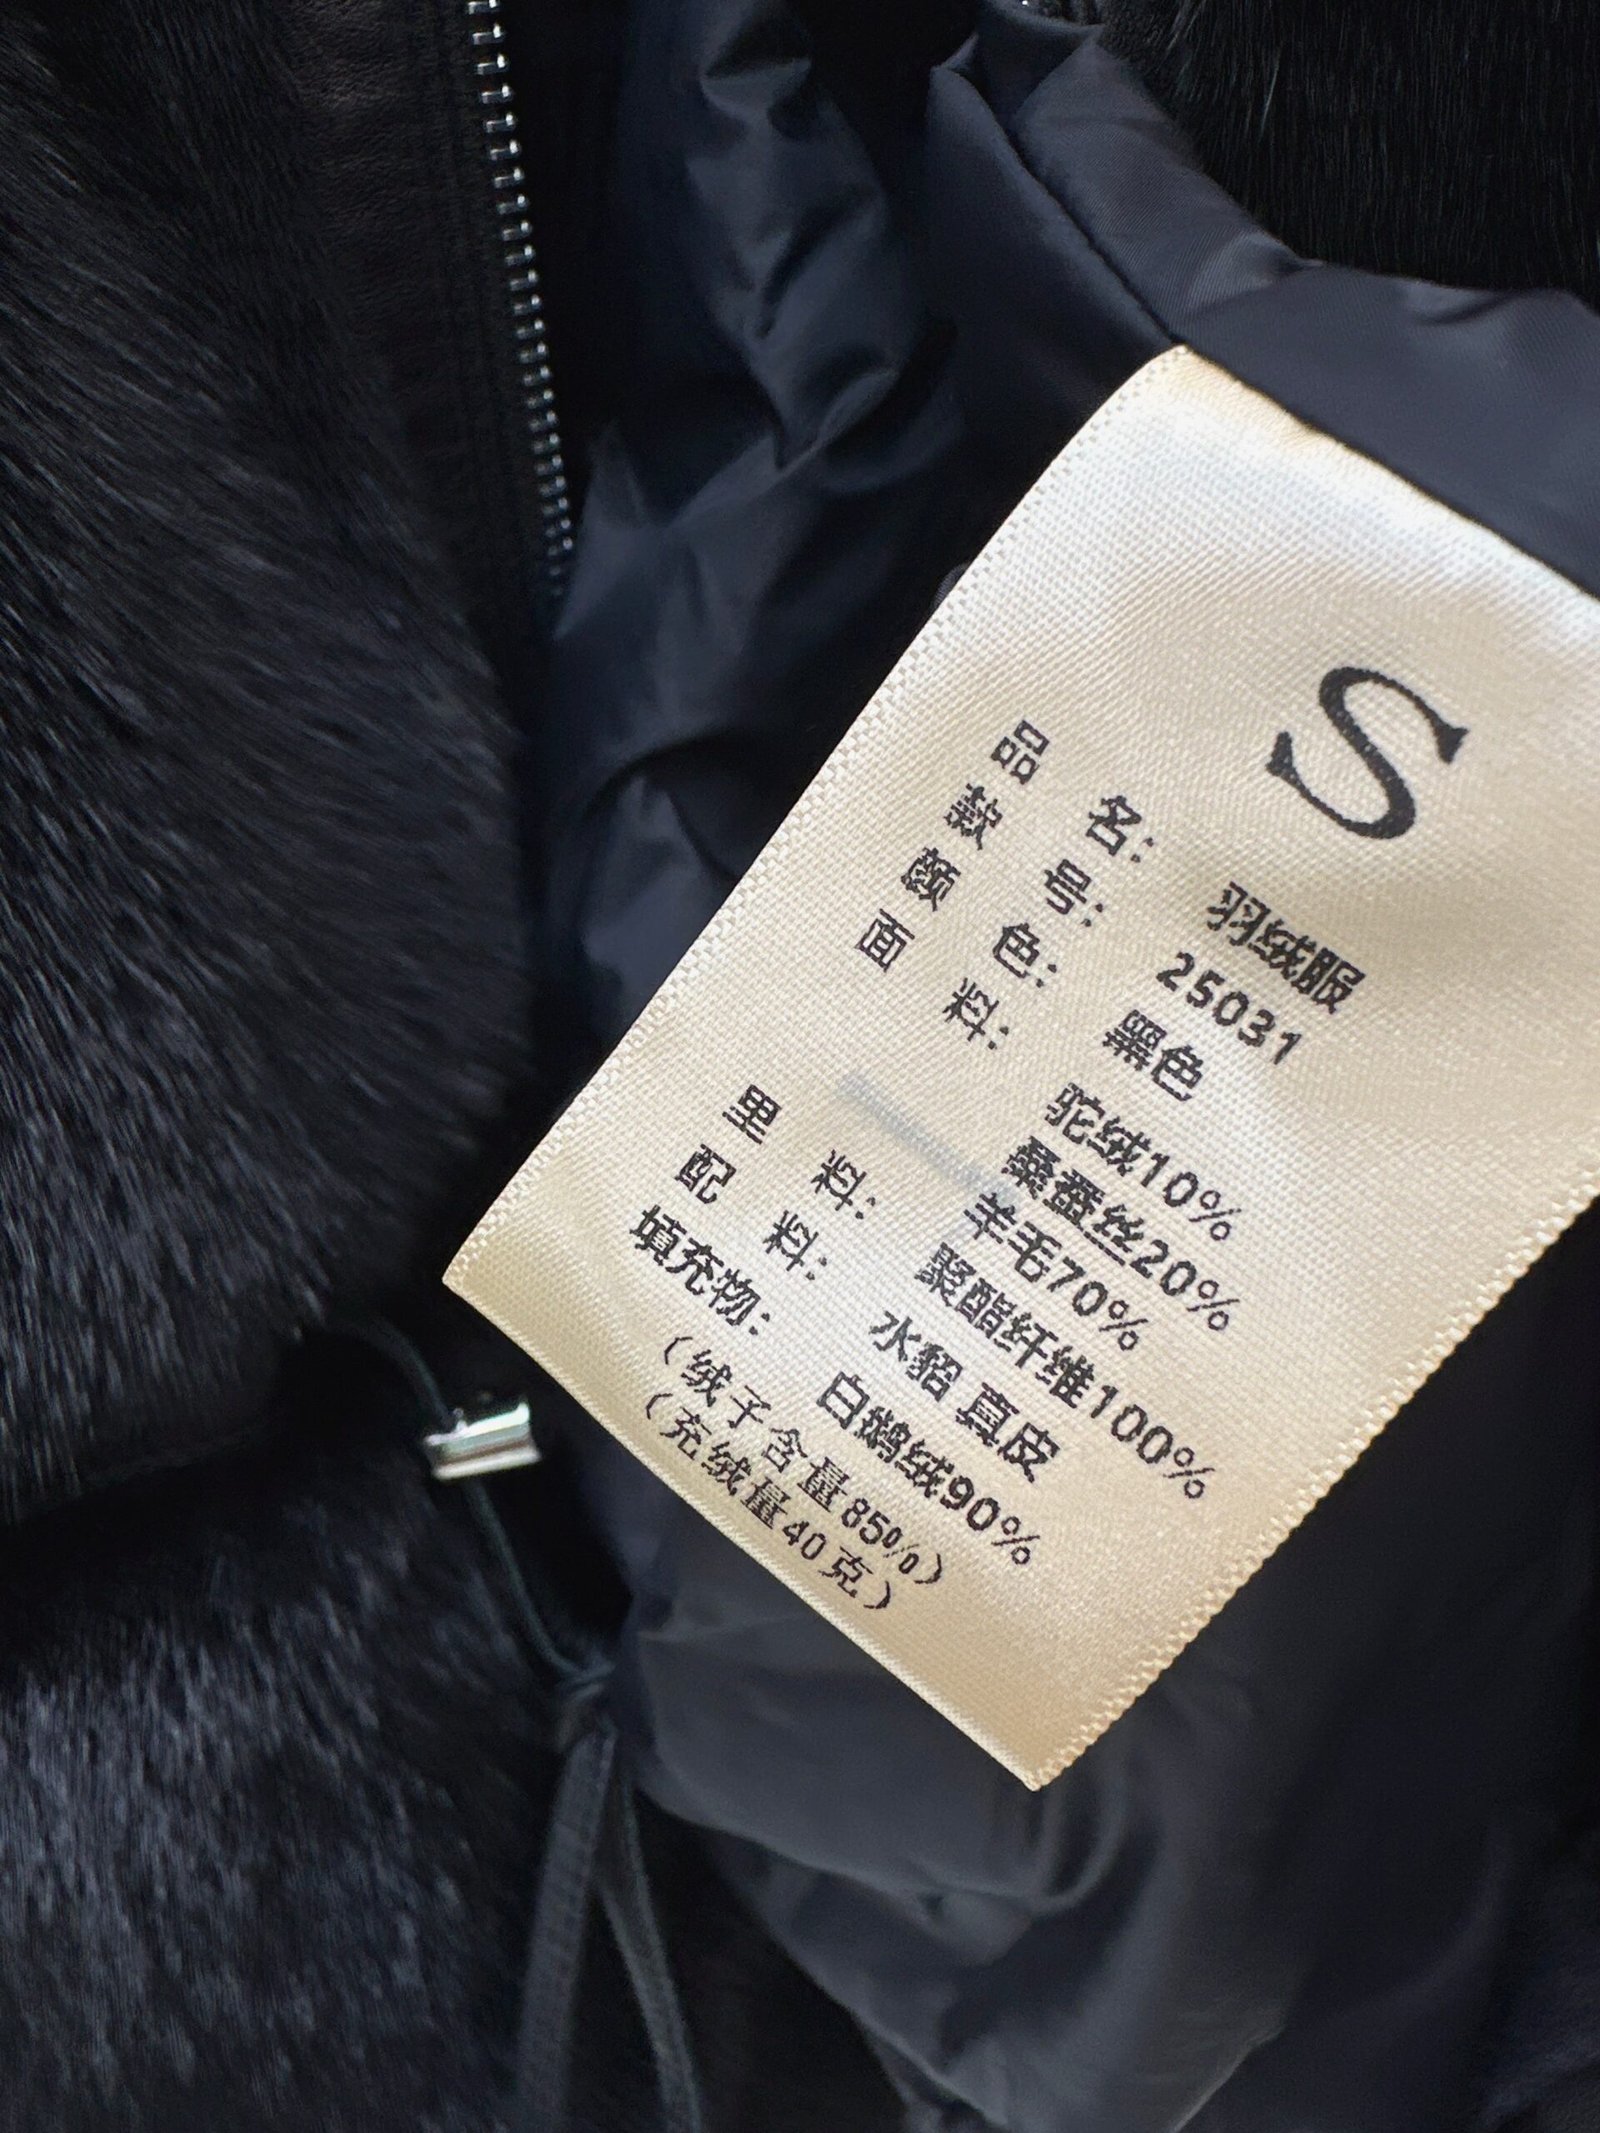 S
品 名: 羽绒服
款 号: 25031
颜 色: 黑色
面 料: 驼绒10%
桑蚕丝20%
羊毛70%
里 料: 聚酯纤维100%
配 料: 水貂 真皮
填充物: 白鹅绒90%
(绒子含量85%)
(充绒量40克)